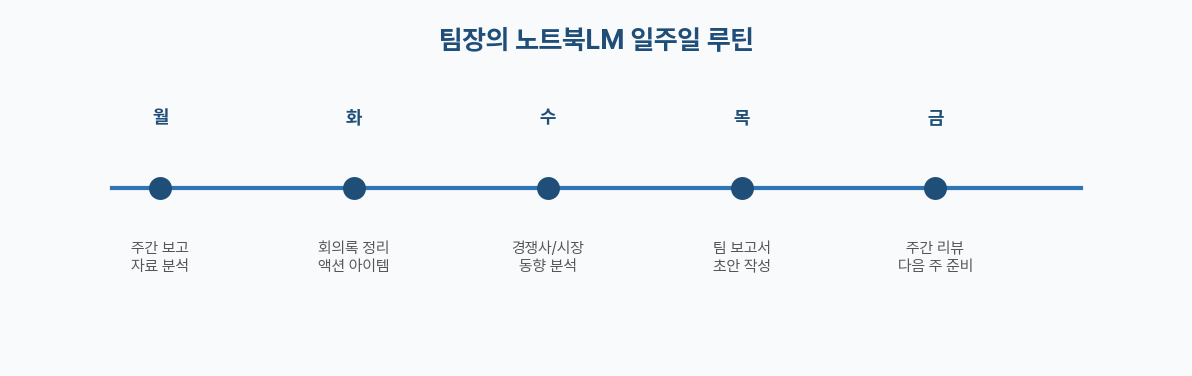 팀장의 노트북LM 일주일 루틴
월
화
수
목
금
주간 보고
자료 분석
회의록 정리
액션 아이템
경쟁사/시장
동향 분석
팀 보고서
초안 작성
주간 리뷰
다음 주 준비